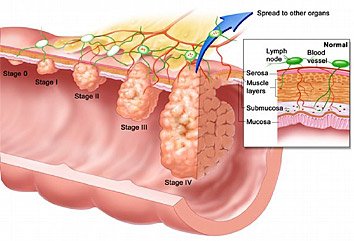 Spread to other organs
Normal
Lymph
node
Blood
vessel
Serosa
Muscle
layers
Submucosa
Mucosa
Stage 0
Stage I
Stage II
Stage III
Stage IV